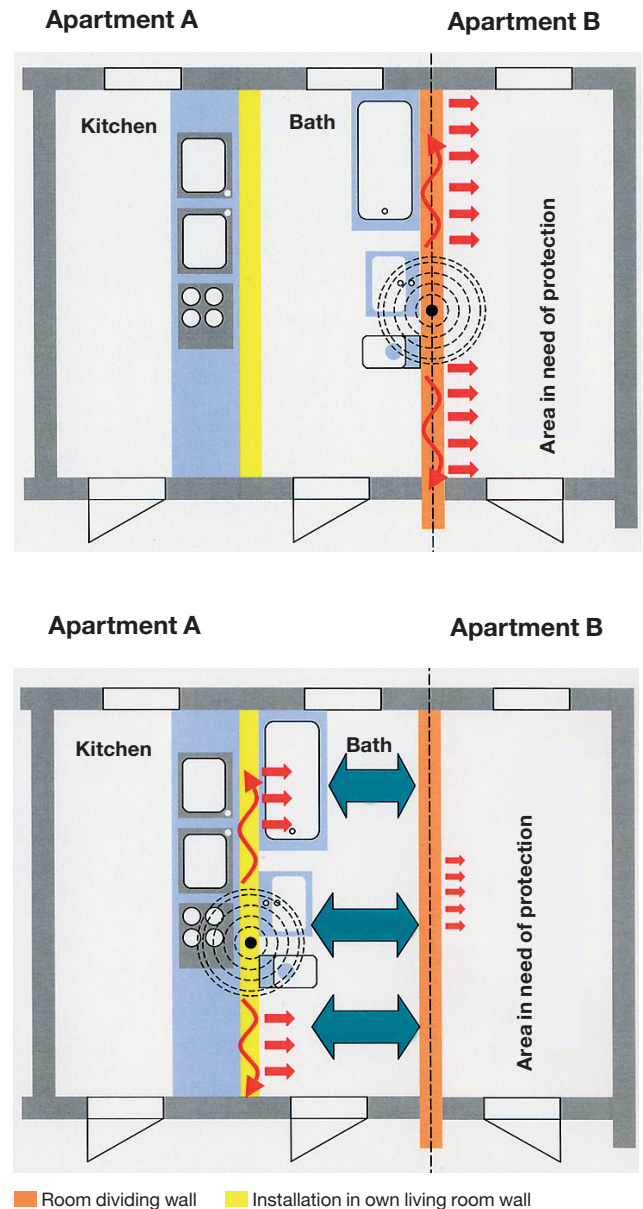 Apartment A
Apartment B
Kitchen
Bath
Area in need of protection
Apartment A
Apartment B
Kitchen
Bath
Area in need of protection
Room dividing wall
Installation in own living room wall